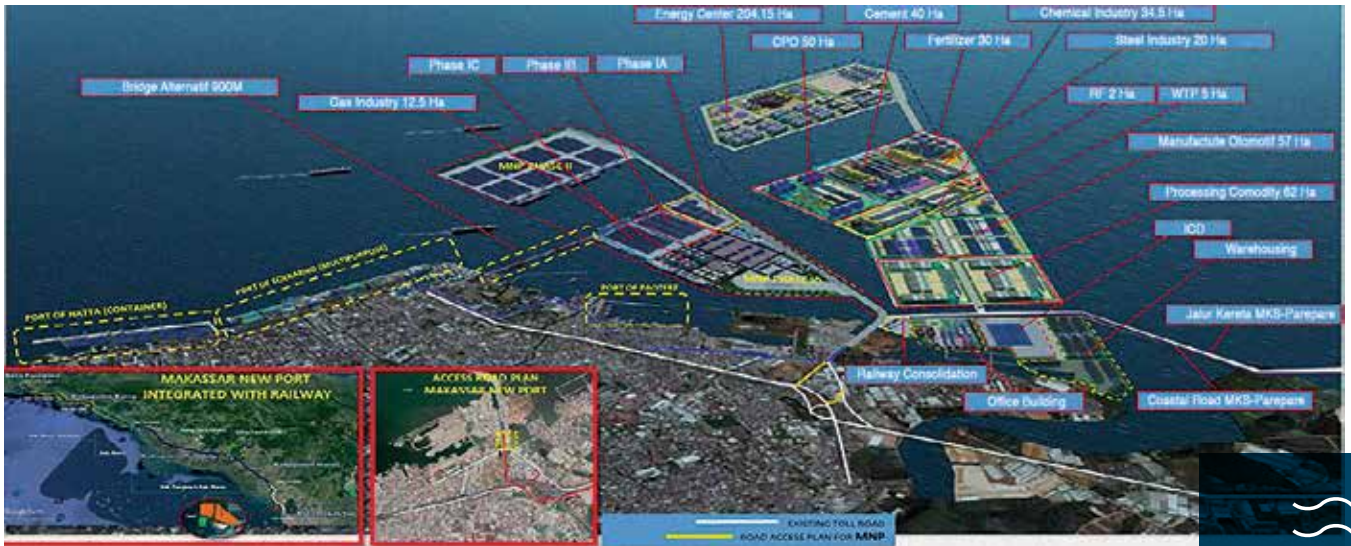 Energy Center 204.15 Ha
Cement 40 Ha
Chemical Industry 34.5 Ha
CPO 50 Ha
Fertilizer 30 Ha
Steel Industry 20 Ha
Phase IC
Phase IB
Phase IA
Bridge Alternatif 900M
Gas Industry 12.5 Ha
RF 2 Ha
WTP 5 Ha
Manufacture Otomotif 57 Ha
MNP PHASE II
Processing Comodity 62 Ha
ICD
Warehousing
PORT OF SOEKARNO (MULTIPURPOSE)
PORT OF HATTA (CONTAINER)
PORT OF PAOTERE
Jalur Kereta MKS-Parepare
Railway Consolidation
Office Building
Coastal Road MKS-Parepare
MAKASSAR NEW PORT
INTEGRATED WITH RAILWAY
ACCESS ROAD PLAN
MAKASSAR NEW PORT
EXISTING TOLL ROAD
ROAD ACCESS PLAN FOR MNP